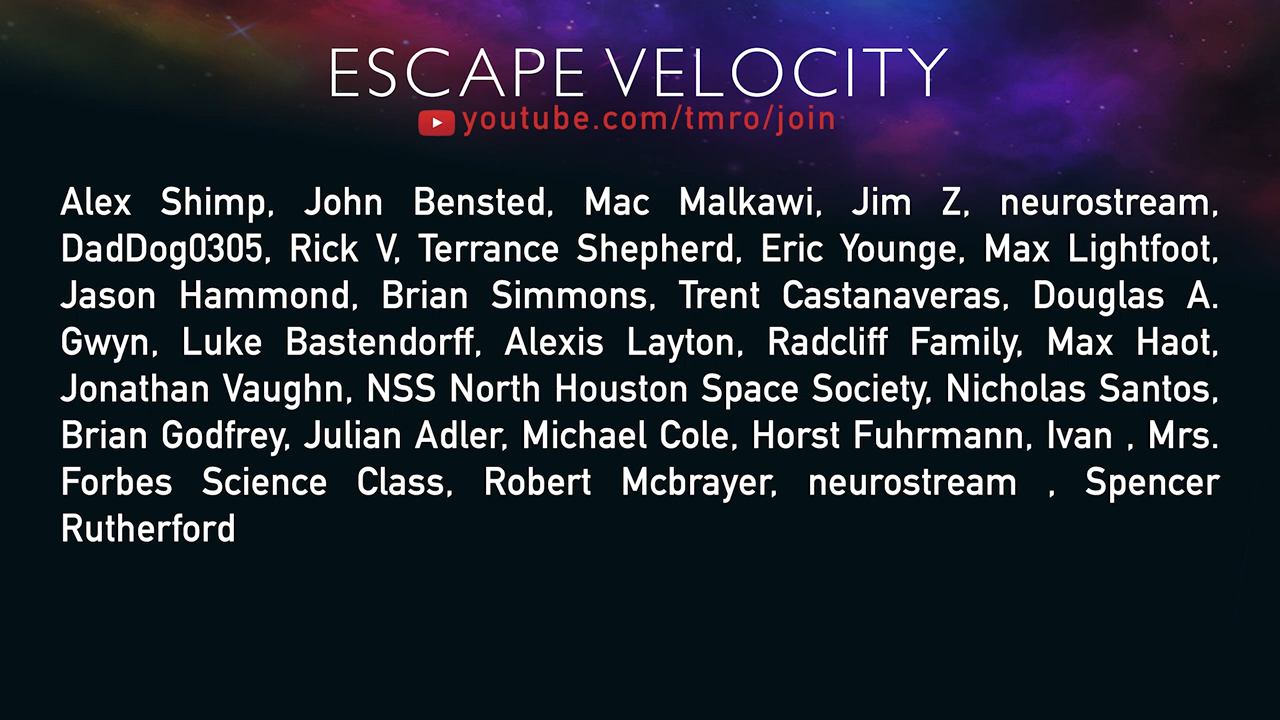 ESCAPE VELOCITY
youtube.com/tmro/join
Alex Shimp, John Bensted, Mac Malkawi, Jim Z, neurostream,
DadDog0305, Rick V, Terrance Shepherd, Eric Younge, Max Lightfoot,
Jason Hammond, Brian Simmons, Trent Castanaveras, Douglas A.
Gwyn, Luke Bastendorff, Alexis Layton, Radcliff Family, Max Haot,
Jonathan Vaughn, NSS North Houston Space Society, Nicholas Santos,
Brian Godfrey, Julian Adler, Michael Cole, Horst Fuhrmann, Ivan , Mrs.
Forbes Science Class, Robert Mcbrayer, neurostream , Spencer
Rutherford